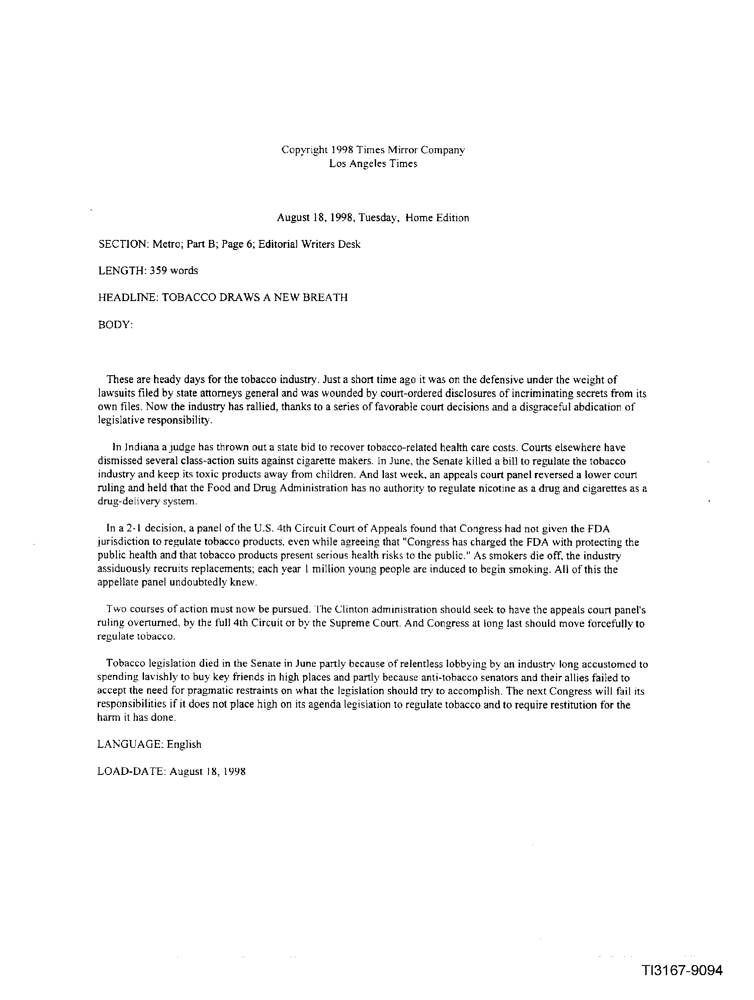 Copyright 1998 Times Mirror Company
Los Angeles Times
August 18, 1998, Tuesday, Home Edition
SECTION: Metro; Part B; Page 6; Editorial Writers Desk
LENGTH: 359 words
HEADLINE: TOBACCO DRAWS A NEW BREATH
BODY:
These are heady days for the tobacco industry. Just a short time ago it was on the defensive under the weight of
lawsuits filed by state attorneys general and was wounded by court-ordered disclosures of incriminating secrets from its
own files. Now the industry has rallied, thanks to a series of favorable court decisions and a disgraceful abdication of
legislative responsibility.
In Indiana a judge has thrown out a state bid to recover tobacco-related health care costs. Courts elsewhere have
dismissed several class-action suits against cigarette makers. In June, the Senate killed a bill to regulate the tobacco
industry and keep its toxic products away from children. And last week, an appeals court panel reversed a lower court
ruling and held that the Food and Drug Administration has no authority to regulate nicotine as a drug and cigarettes as a
drug-delivery system.
In a 2-1 decision, a panel of the U.S. 4th Circuit Court of Appeals found that Congress had not given the FDA
jurisdiction to regulate tobacco products, even while agreeing that "Congress has charged the FDA with protecting the
public health and that tobacco products present serious health risks to the public." As smokers die off, the industry
assiduously recruits replacements; each year 1 million young people are induced to begin smoking. All of this the
appellate panel undoubtedly knew.
Two courses of action must now be pursued. The Clinton administration should seek to have the appeals court panel's
ruling overturned, by the full 4th Circuit or by the Supreme Court. And Congress at long last should move forcefully to
regulate tobacco.
Tobacco legislation died in the Senate in June partly because of relentless lobbying by an industry long accustomed to
spending lavishly to buy key friends in high places and partly because anti-tobacco senators and their allies failed to
accept the need for pragmatic restraints on what the legislation should try to accomplish. The next Congress will fail its
responsibilities if it does not place high on its agenda legislation to regulate tobacco and to require restitution for the
harm it has done.
LANGUAGE: English
LOAD-DATE: August 18, 1998
TI3167-9094